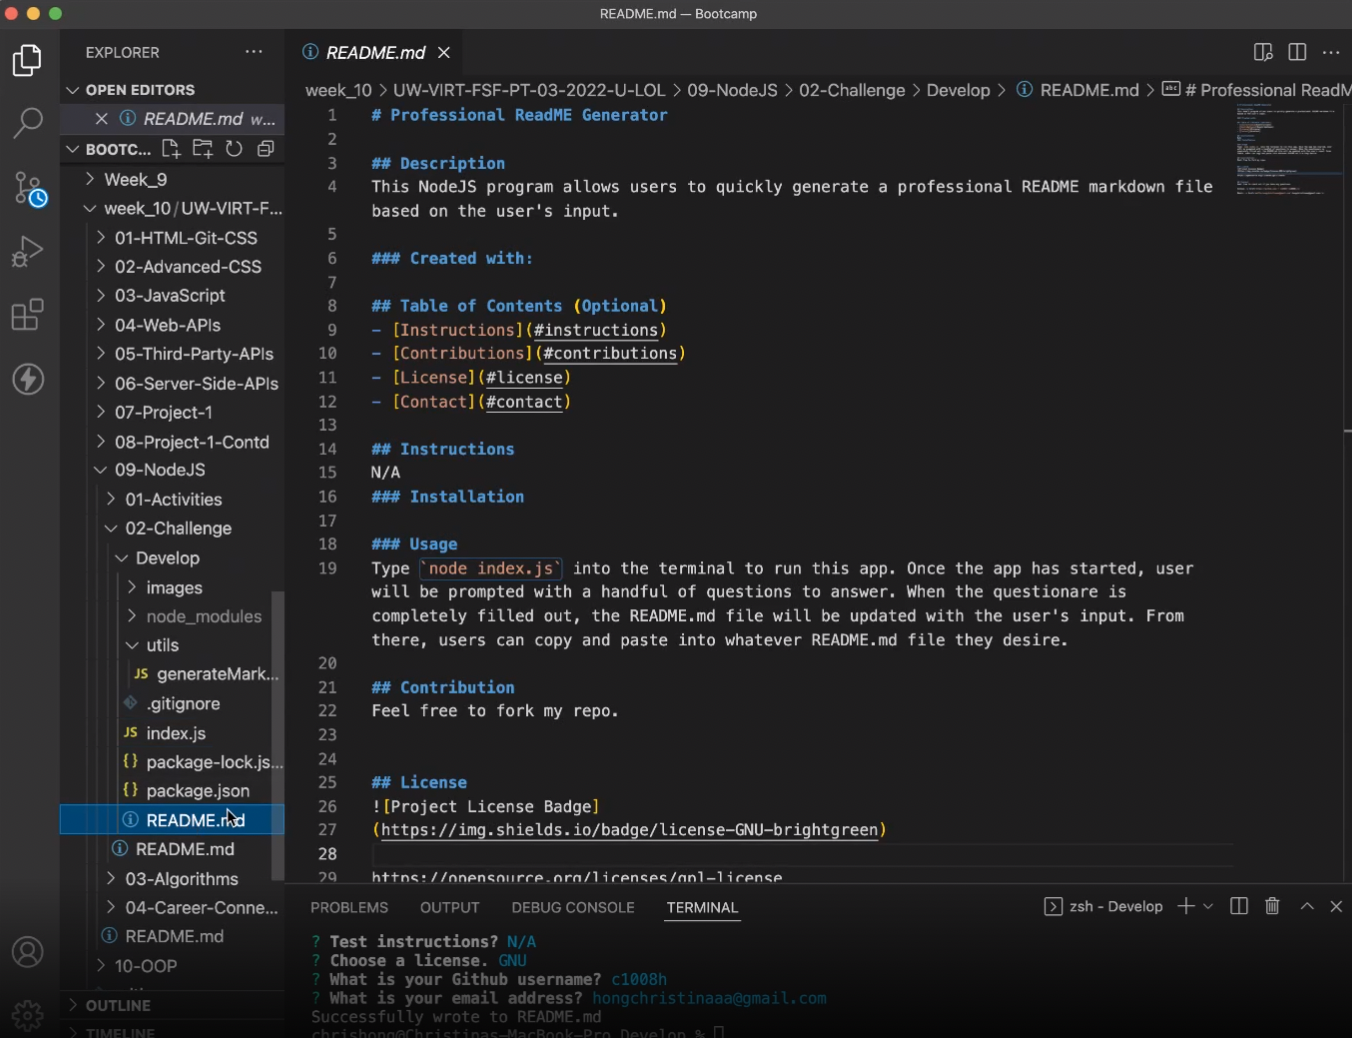 README.md — Bootcamp
EXPLORER
README.md
week_10 > UW-VIRT-FSF-PT-03-2022-U-LOL > 09-NodeJS > 02-Challenge > Develop > README.md > # Professional ReadM
OPEN EDITORS
README.md w...
BOOTC...
Week_9
week_10/UW-VIRT-F...
01-HTML-Git-CSS
02-Advanced-CSS
03-JavaScript
04-Web-APIs
05-Third-Party-APIs
06-Server-Side-APIs
07-Project-1
08-Project-1-Contd
09-NodeJS
01-Activities
02-Challenge
Develop
images
node_modules
utils
JS generateMark...
.gitignore
JS index.js
{} package-lock.js...
{} package.json
README.md
README.md
03-Algorithms
04-Career-Conne...
README.md
10-OOP
OUTLINE
TIMELINE
1 # Professional ReadME Generator
2
3 ## Description
4 This NodeJS program allows users to quickly generate a professional README markdown file
based on the user's input.
5
6 ### Created with:
7
8 ## Table of Contents (Optional)
9 - [Instructions](#instructions)
10 - [Contributions](#contributions)
11 - [License](#license)
12 - [Contact](#contact)
13
14 ## Instructions
15 N/A
16 ### Installation
17
18 ### Usage
19 Type `node index.js` into the terminal to run this app. Once the app has started, user
will be prompted with a handful of questions to answer. When the questionare is
completely filled out, the README.md file will be updated with the user's input. From
there, users can copy and paste into whatever README.md file they desire.
20
21 ## Contribution
22 Feel free to fork my repo.
23
24
25 ## License
26 ![Project License Badge]
27 (https://img.shields.io/badge/license-GNU-brightgreen)
28
29 https://opensource.org/licenses/gpl-license
PROBLEMS OUTPUT DEBUG CONSOLE TERMINAL
zsh - Develop
? Test instructions? N/A
? Choose a license. GNU
? What is your Github username? c1008h
? What is your email address? hongchristinaaa@gmail.com
Successfully wrote to README.md
chrishong@Christinas-MacBook-Pro Develop %